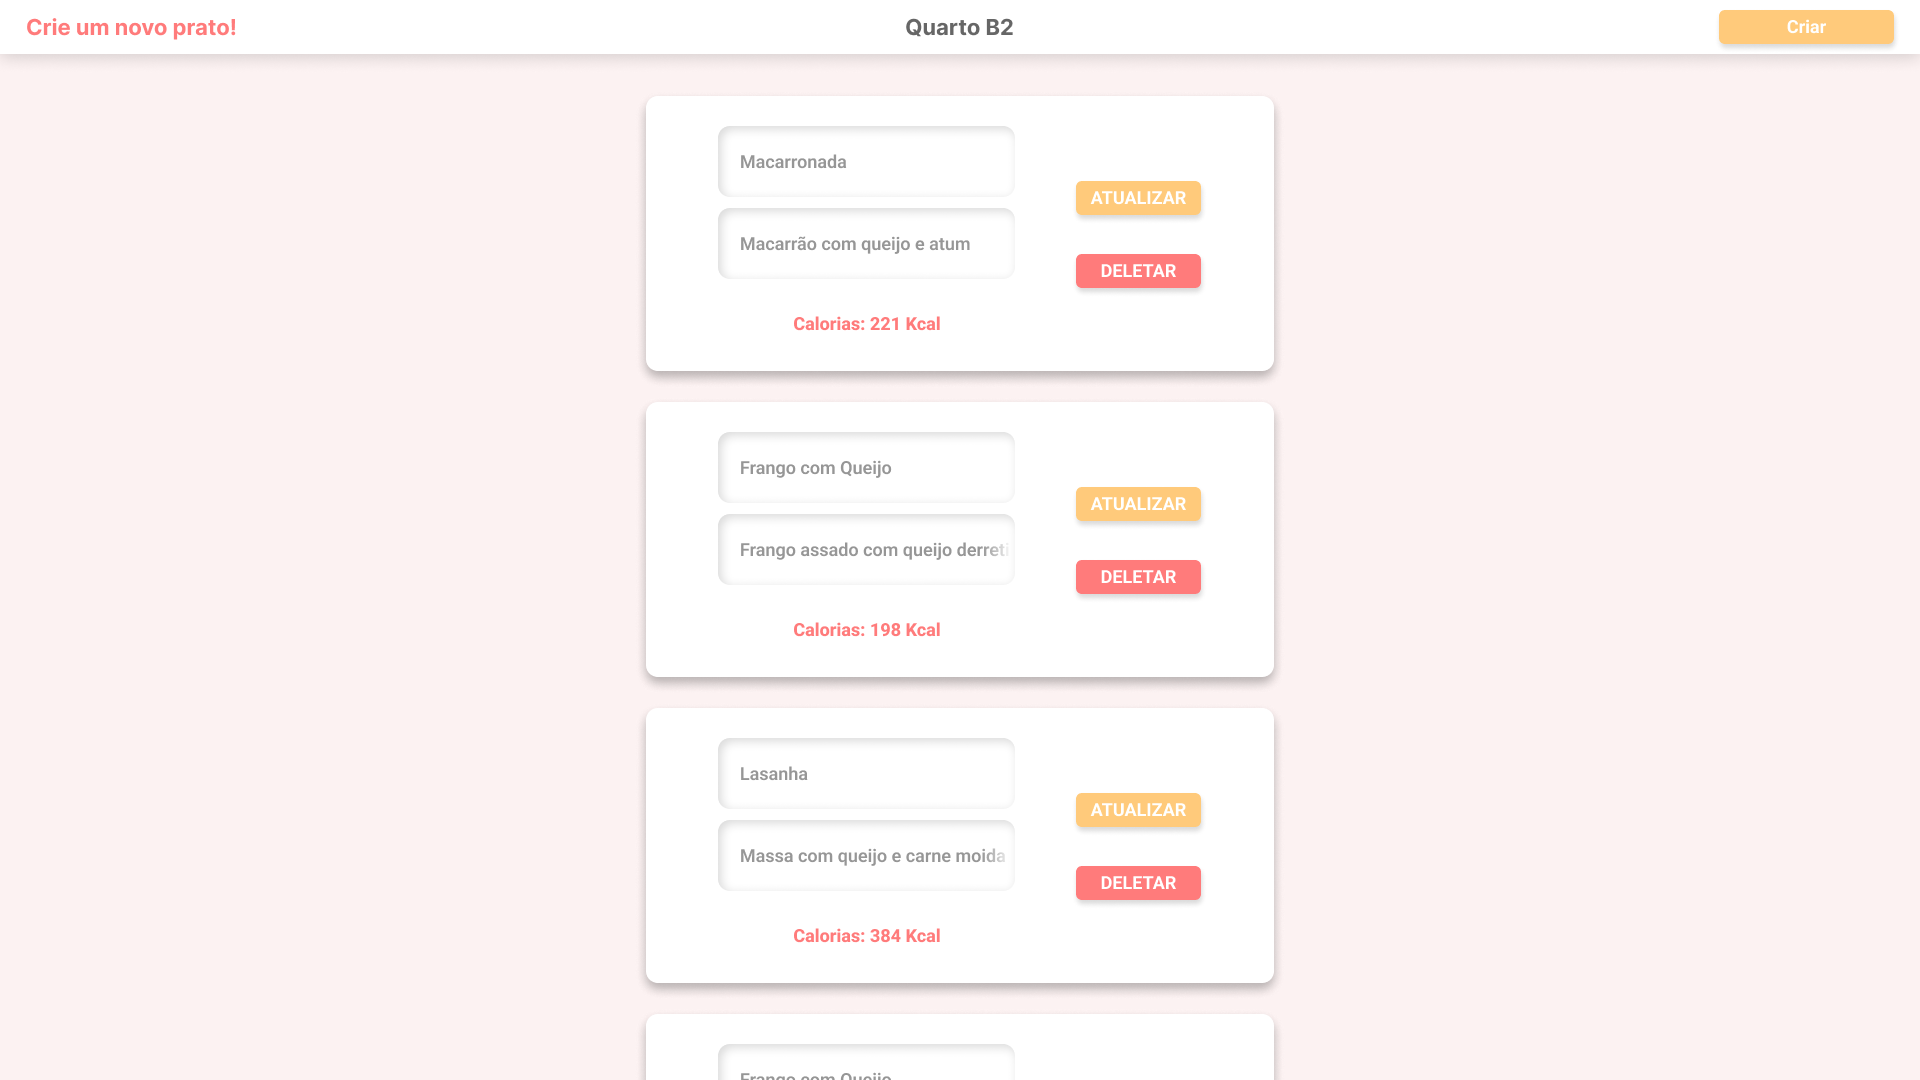 Crie um novo prato!
Quarto B2
Criar
Macarronada
Macarrão com queijo e atum
ATUALIZAR
DELETAR
Calorias: 221 Kcal
Frango com Queijo
Frango assado com queijo derreti
ATUALIZAR
DELETAR
Calorias: 198 Kcal
Lasanha
Massa com queijo e carne moida
ATUALIZAR
DELETAR
Calorias: 384 Kcal
Frango com Queijo